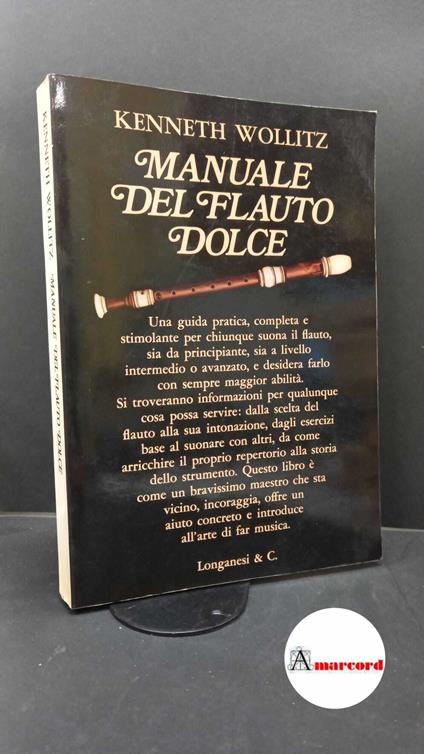 KENNETH WOLLITZ
MANUALE
DEL FLAUTO
DOLCE
Una guida pratica, completa e
stimolante per chiunque suona il flauto,
sia da principiante, sia a livello
intermedio o avanzato, e desidera farlo
con sempre maggior abilità.
Si troveranno informazioni per qualunque
cosa possa servire: dalla scelta del
flauto alla sua intonazione, dagli esercizi
base al suonare con altri, da come
arricchire il proprio repertorio alla storia
dello strumento. Questo libro è
come un bravissimo maestro che sta
vicino, incoraggia, offre un
aiuto concreto e introduce
all'arte di far musica.
Longanesi & C.
KENNETH WOLLITZ MANUALE DEL FLAUTO DOLCE
Amarcord